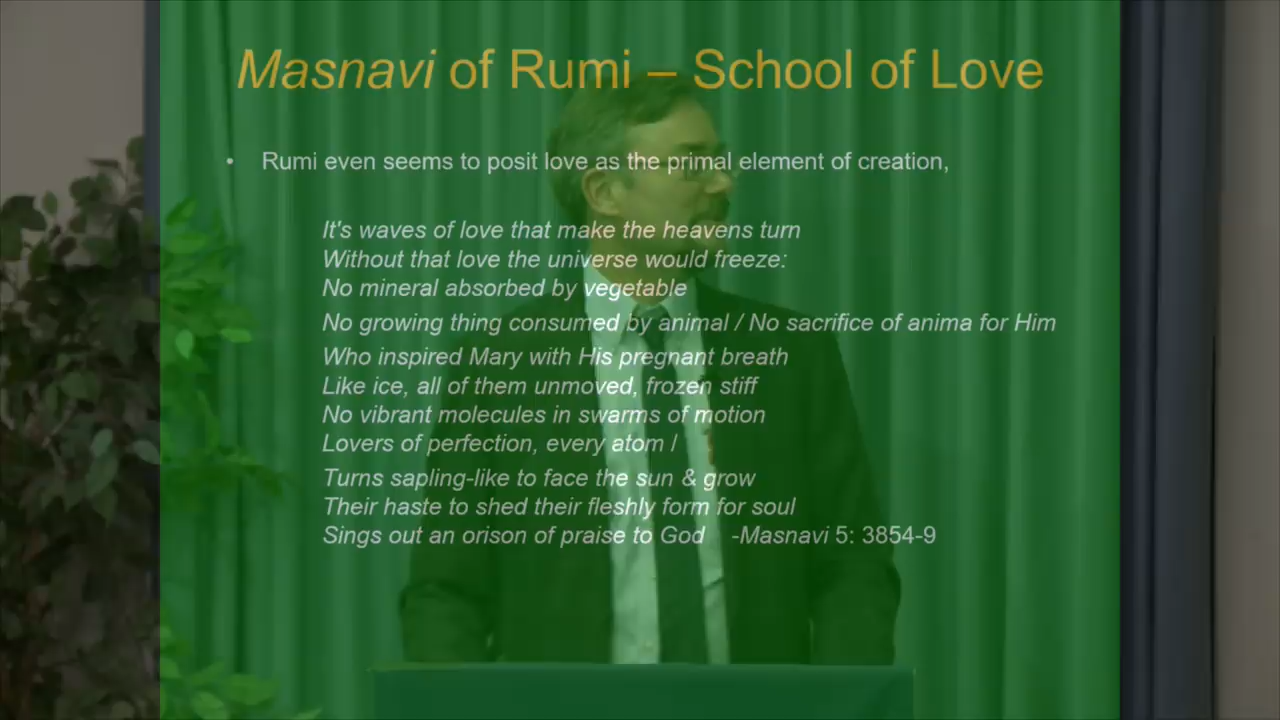 Masnavi of Rumi – School of Love
• Rumi even seems to posit love as the primal element of creation,
It's waves of love that make the heavens turn
Without that love the universe would freeze:
No mineral absorbed by vegetable
No growing thing consumed by animal / No sacrifice of anima for Him
Who inspired Mary with His pregnant breath
Like ice, all of them unmoved, frozen stiff
No vibrant molecules in swarms of motion
Lovers of perfection, every atom /
Turns sapling-like to face the sun & grow
Their haste to shed their fleshly form for soul
Sings out an orison of praise to God -Masnavi 5: 3854-9